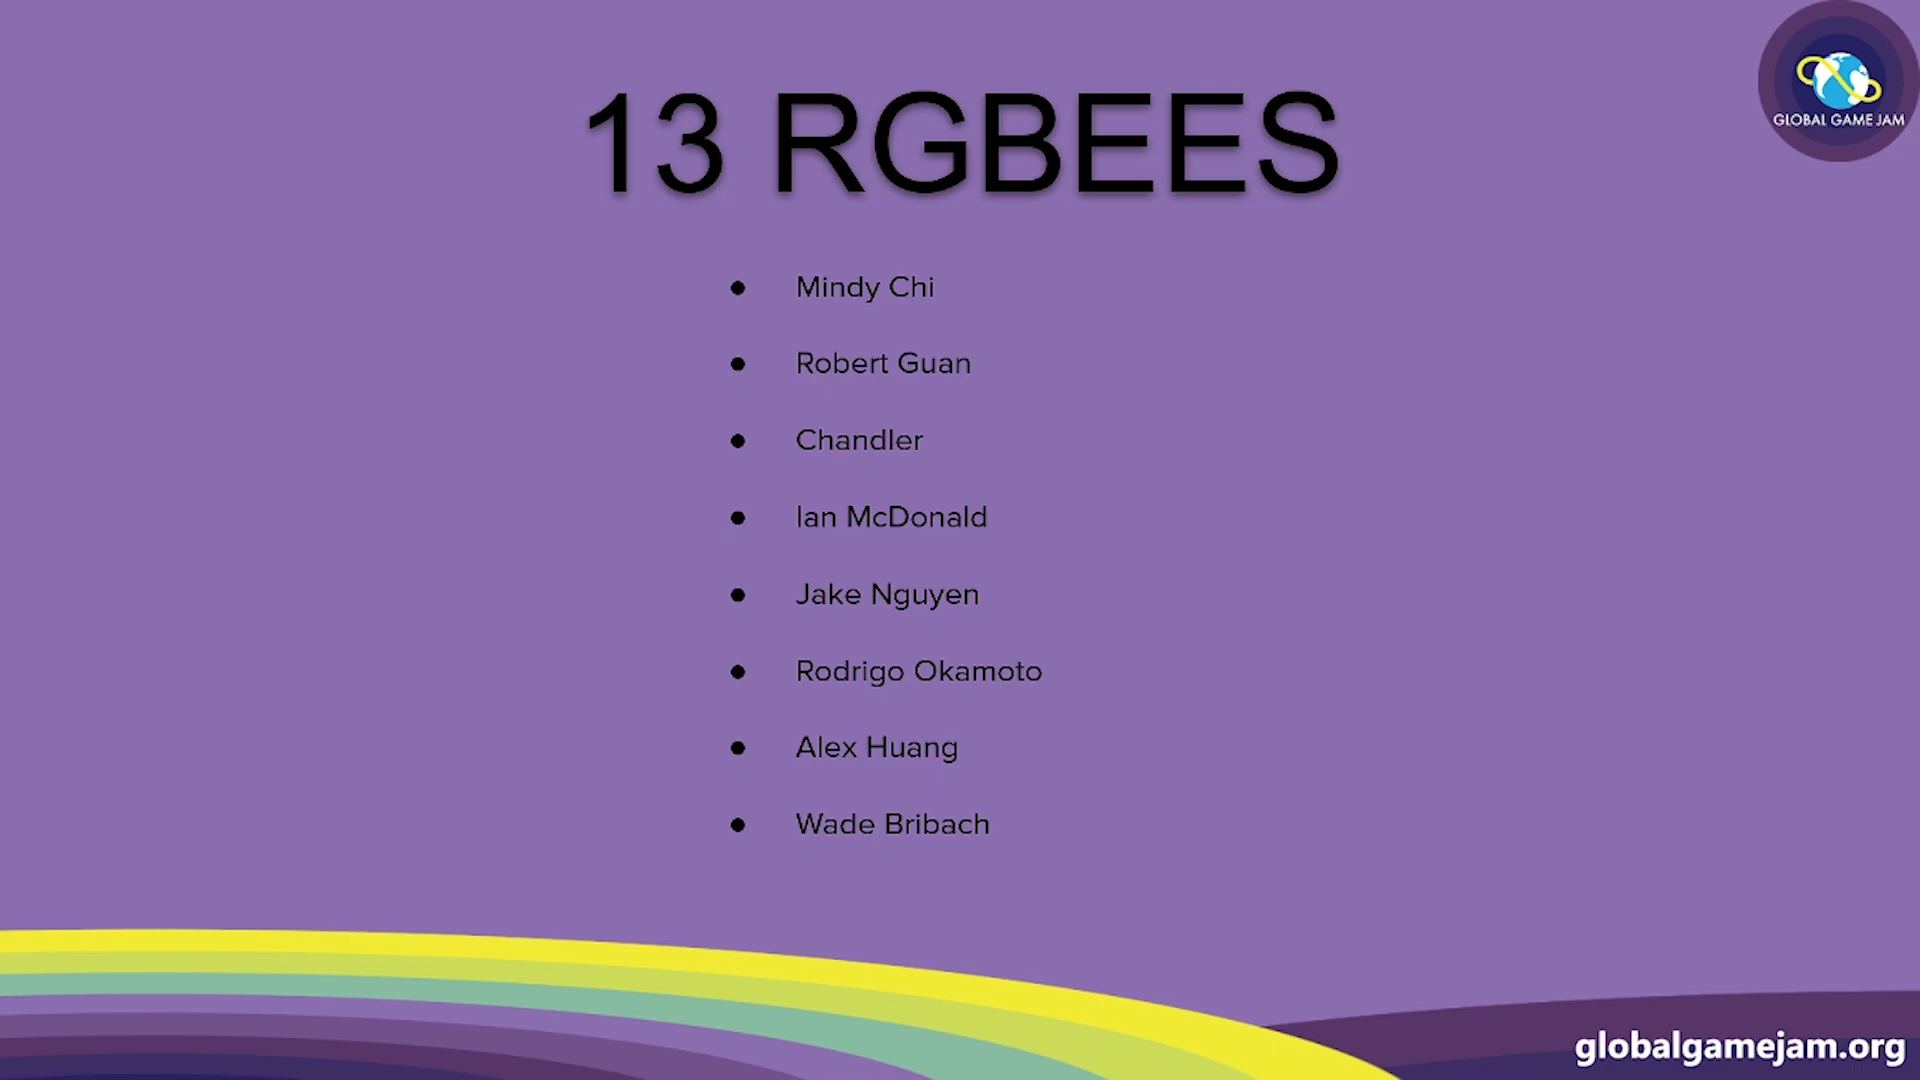 GLOBAL GAME JAM
13 RGBEES
● Mindy Chi
● Robert Guan
● Chandler
● Ian McDonald
● Jake Nguyen
● Rodrigo Okamoto
● Alex Huang
● Wade Bribach
globalgamejam.org